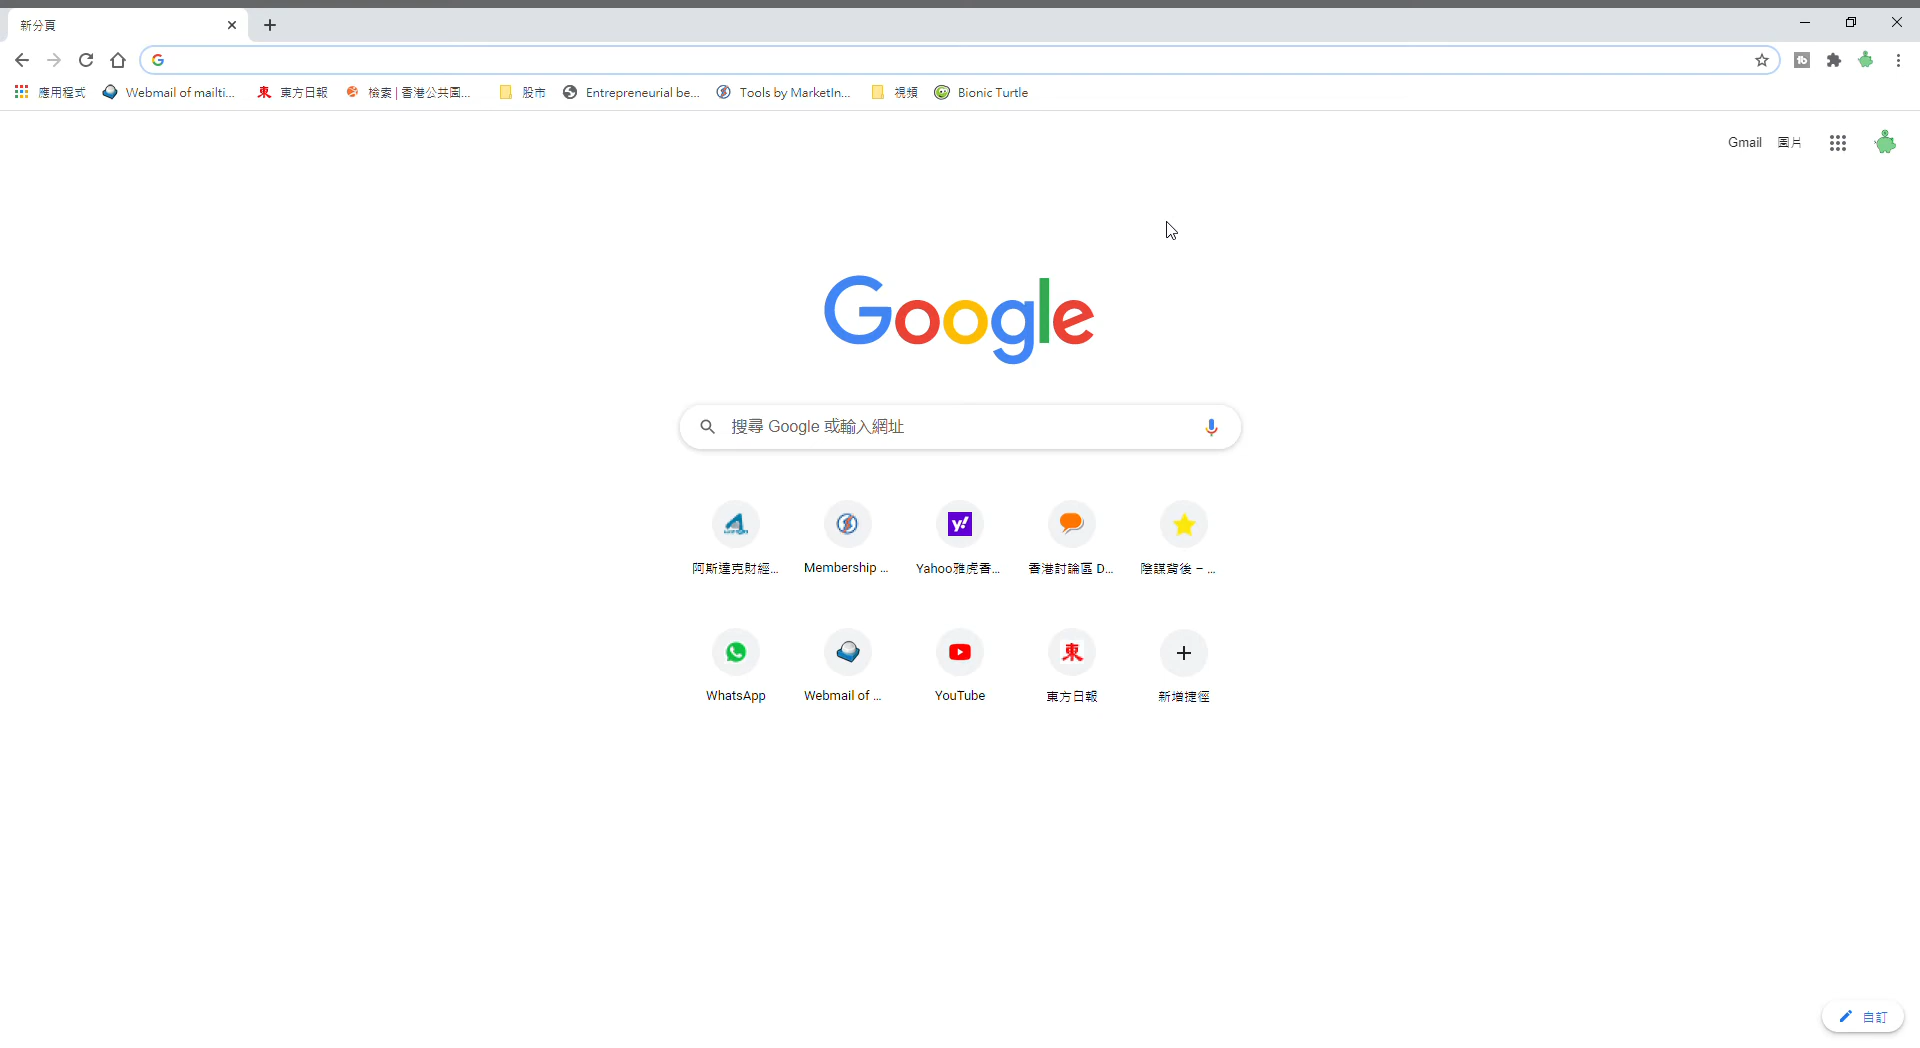 新分頁
應用程式 Webmail of mailti... 東方日報 檢索 | 香港公共圖... 股市 Entrepreneurial be... Tools by MarketIn... 視頻 Bionic Turtle
Gmail 圖片
Google
搜尋 Google 或輸入網址
阿斯達克財經... Membership ... Yahoo雅虎香... 香港討論區 D... 陰謀背後 – ...
WhatsApp Webmail of ... YouTube 東方日報 新增捷徑
自訂